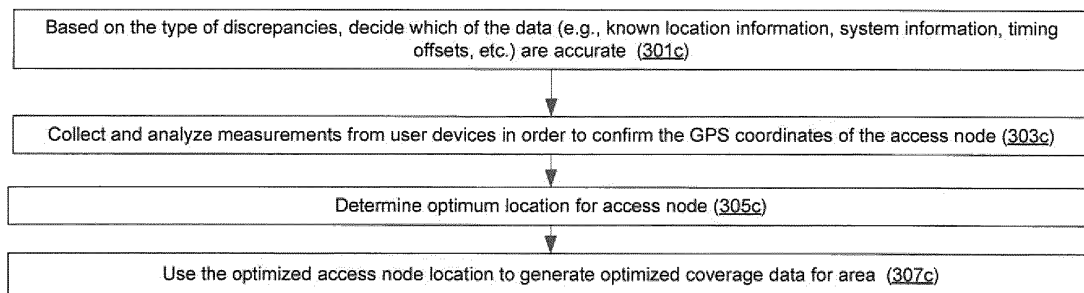 Based on the type of discrepancies, decide which of the data (e.g., known location information, system information, timing
offsets, etc.) are accurate (301c)
Collect and analyze measurements from user devices in order to confirm the GPS coordinates of the access node (303c)
Determine optimum location for access node (305c)
Use the optimized access node location to generate optimized coverage data for area (307c)